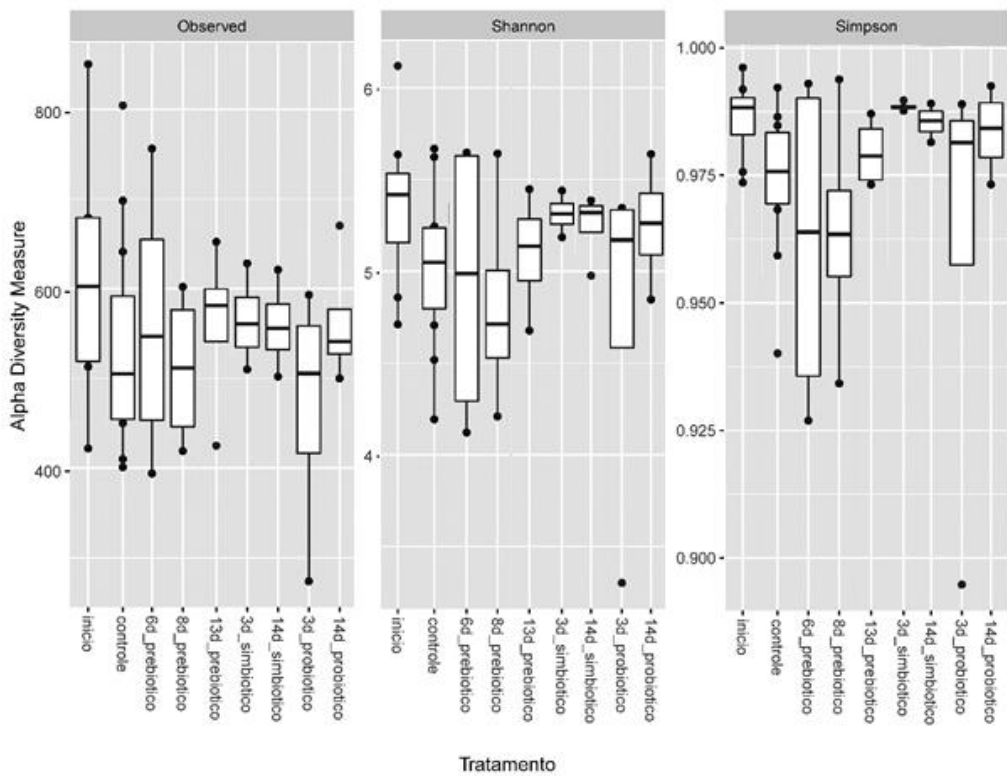 Observed
Shannon
Simpson
Alpha Diversity Measure
800
600
400
6
5
4
1.000
0.975
0.950
0.925
0.900
inicio
controle
6d_prebiotico
8d_prebiotico
13d_prebiotico
3d_simbiotico
14d_simbiotico
3d_probiotico
14d_probiotico
inicio
controle
6d_prebiotico
8d_prebiotico
13d_prebiotico
3d_simbiotico
14d_simbiotico
3d_probiotico
14d_probiotico
inicio
controle
6d_prebiotico
8d_prebiotico
13d_prebiotico
3d_simbiotico
14d_simbiotico
3d_probiotico
14d_probiotico
Tratamento